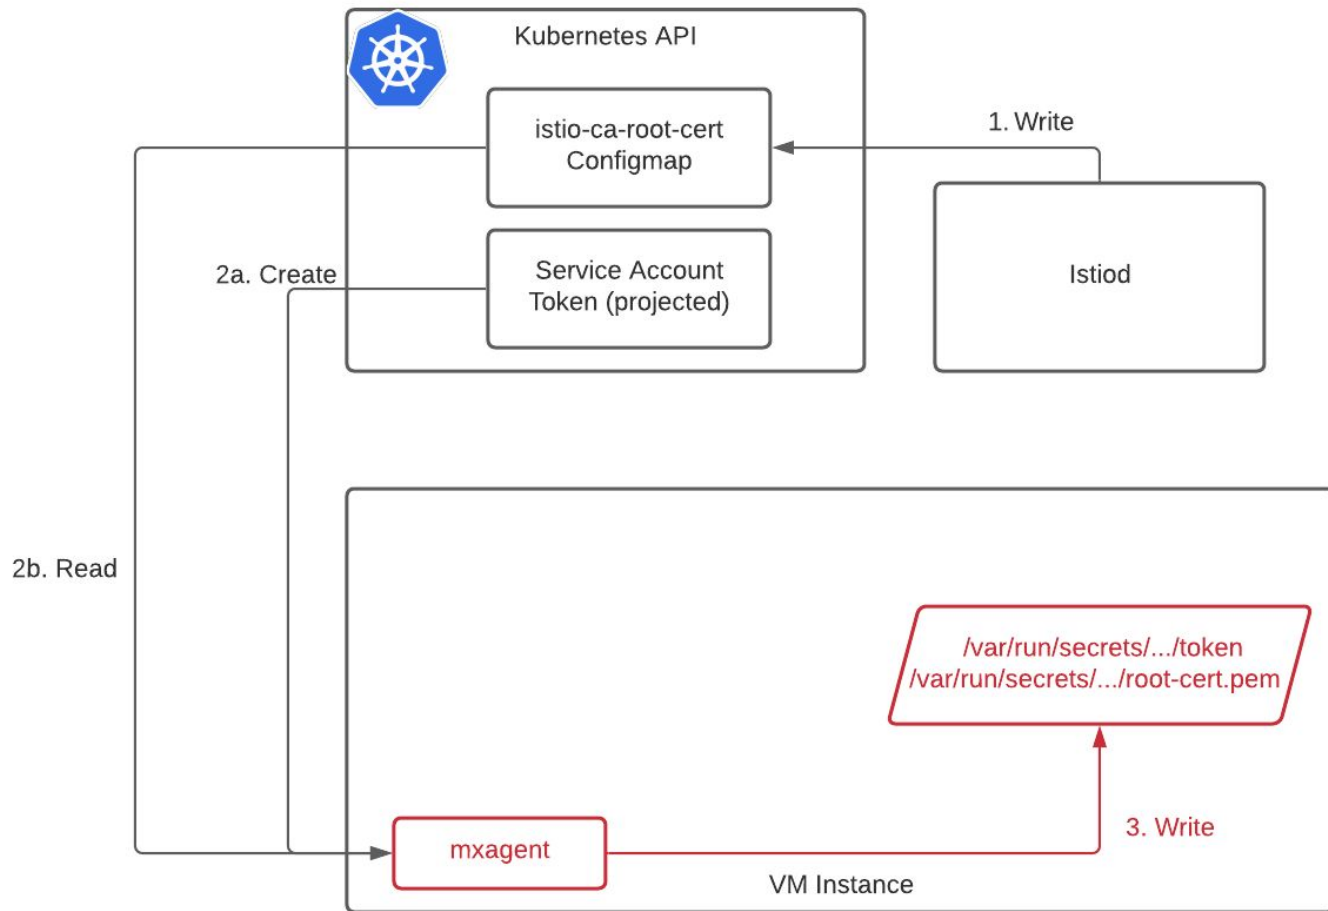 Kubernetes API
istio-ca-root-cert
Configmap
1. Write
2a. Create
Service Account
Token (projected)
Istiod
2b. Read
/var/run/secrets/.../token
/var/run/secrets/.../root-cert.pem
mxagent
3. Write
VM Instance